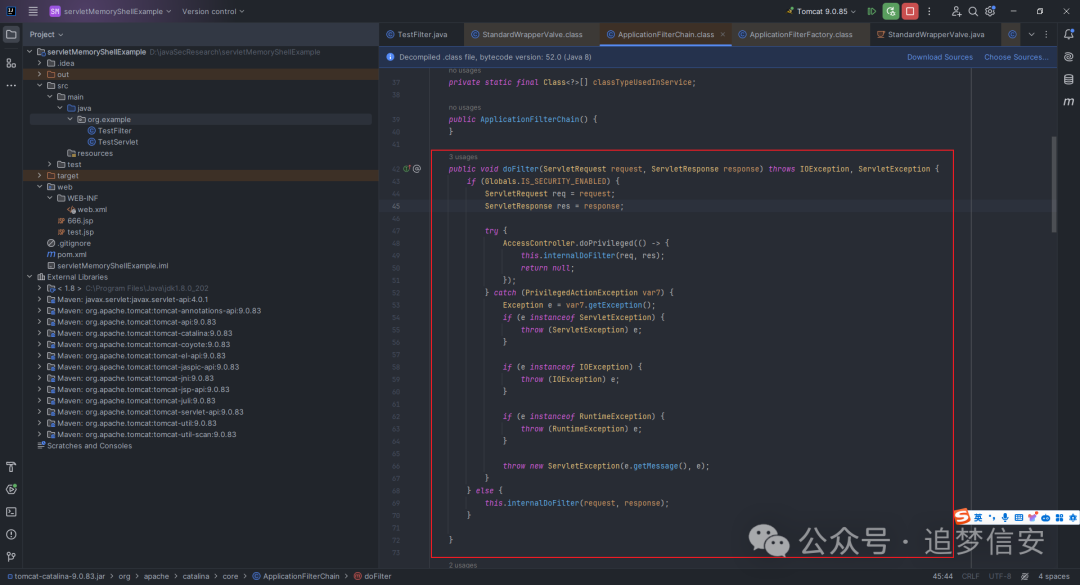 SM servletMemoryShellExample Version control Tomcat 9.0.85
Project
servletMemoryShellExample D:\javaSecResearch\servletMemoryShellExample
.idea
out
src
main
java
org.example
TestFilter
TestServlet
resources
test
target
web
WEB-INF
web.xml
666.jsp
test.jsp
.gitignore
pom.xml
servletMemoryShellExample.iml
External Libraries
< 1.8 > C:\Program Files\Java\jdk1.8.0_202
Maven: javax.servlet:javax.servlet-api:4.0.1
Maven: org.apache.tomcat:tomcat-annotations-api:9.0.83
Maven: org.apache.tomcat:tomcat-api:9.0.83
Maven: org.apache.tomcat:tomcat-catalina:9.0.83
Maven: org.apache.tomcat:tomcat-coyote:9.0.83
Maven: org.apache.tomcat:tomcat-el-api:9.0.83
Maven: org.apache.tomcat:tomcat-jaspic-api:9.0.83
Maven: org.apache.tomcat:tomcat-jni:9.0.83
Maven: org.apache.tomcat:tomcat-jsp-api:9.0.83
Maven: org.apache.tomcat:tomcat-juli:9.0.83
Maven: org.apache.tomcat:tomcat-servlet-api:9.0.83
Maven: org.apache.tomcat:tomcat-util:9.0.83
Maven: org.apache.tomcat:tomcat-util-scan:9.0.83
Scratches and Consoles
TestFilter.java StandardWrapperValve.class ApplicationFilterChain.class ApplicationFilterFactory.class StandardWrapperValve.java
Decompiled .class file, bytecode version: 52.0 (Java 8) Download Sources Choose Sources...
no usages
37 private static final Class<?>[] classTypeUsedInService;
38
no usages
39 public ApplicationFilterChain() {
40 }
41
3 usages
42 public void doFilter(ServletRequest request, ServletResponse response) throws IOException, ServletException {
43 if (Globals.IS_SECURITY_ENABLED) {
44 ServletRequest req = request;
45 ServletResponse res = response;
46
47 try {
48 AccessController.doPrivileged(() -> {
49 this.internalDoFilter(req, res);
50 return null;
51 });
52 } catch (PrivilegedActionException var7) {
53 Exception e = var7.getException();
54 if (e instanceof ServletException) {
55 throw (ServletException) e;
56 }
57
58 if (e instanceof IOException) {
59 throw (IOException) e;
60 }
61
62 if (e instanceof RuntimeException) {
63 throw (RuntimeException) e;
64 }
65
66 throw new ServletException(e.getMessage(), e);
67 }
68 } else {
69 this.internalDoFilter(request, response);
70 }
71
72 }
73
2 usages
英
公众号 · 追梦信安
tomcat-catalina-9.0.83.jar > org > apache > catalina > core > ApplicationFilterChain > doFilter 45:44 CRLF UTF-8 4 spaces